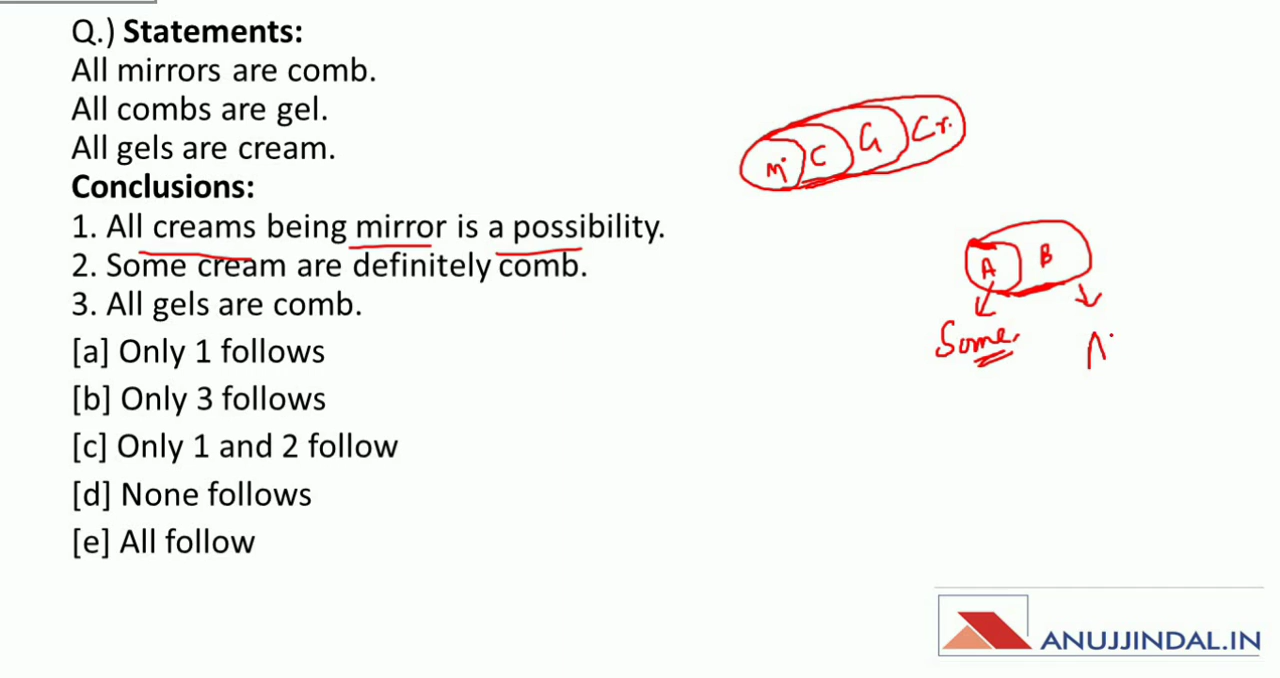 Q.) Statements:
All mirrors are comb.
All combs are gel.
All gels are cream.
Conclusions:
1. All creams being mirror is a possibility.
2. Some cream are definitely comb.
3. All gels are comb.
[a] Only 1 follows
[b] Only 3 follows
[c] Only 1 and 2 follow
[d] None follows
[e] All follow
M C G Cr.
A B
Some
ANUJJINDAL.IN